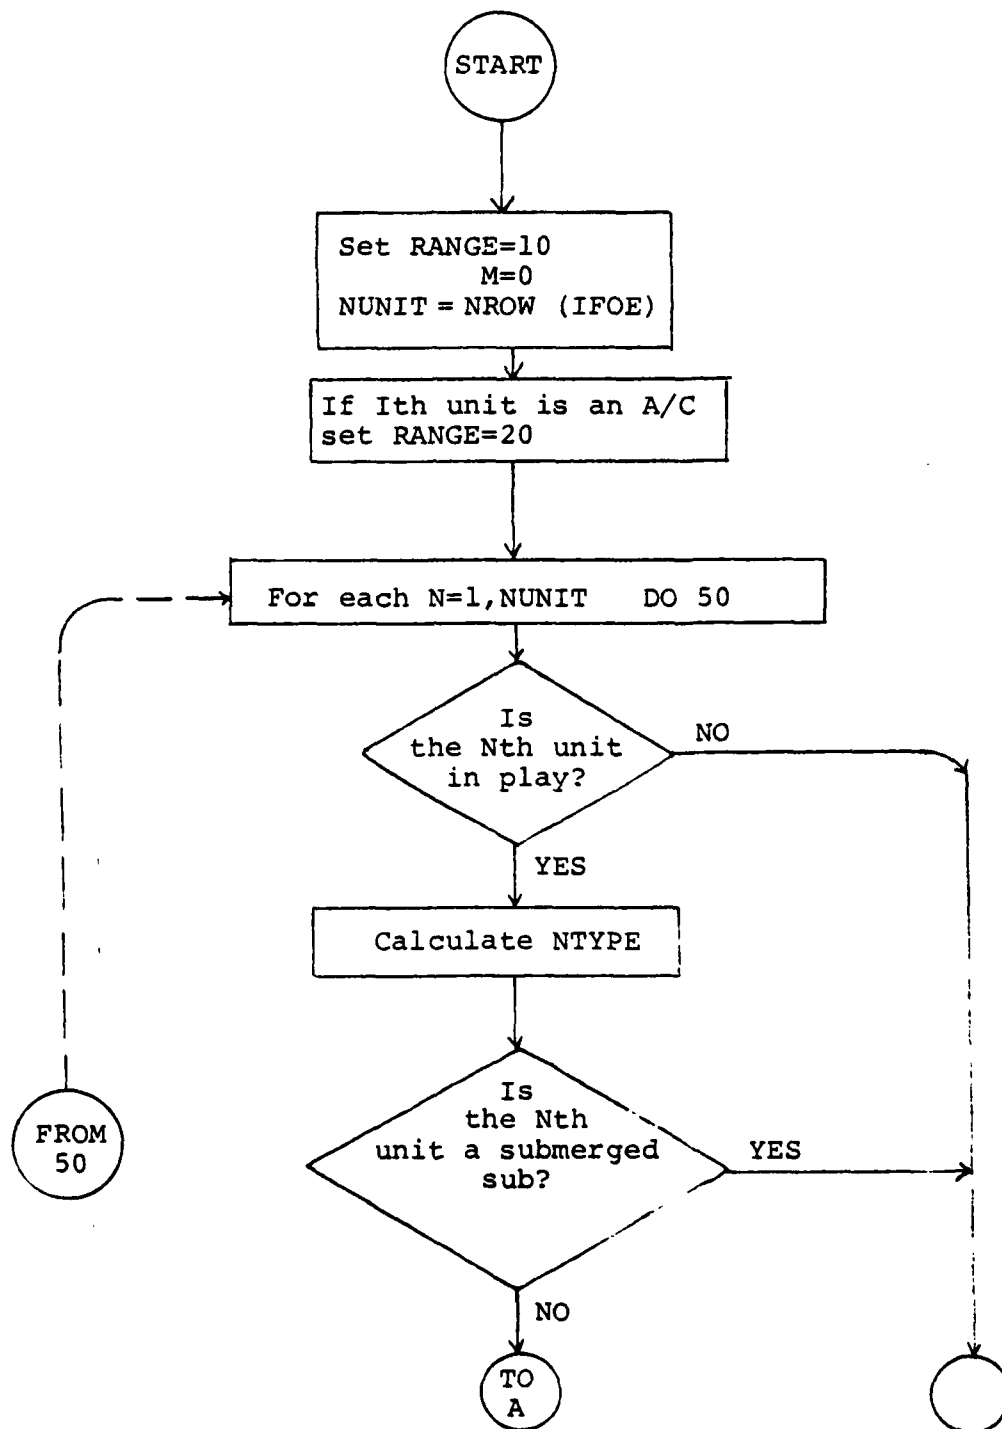 START
Set RANGE=10
M=0
NUNIT = NROW (IFOE)
If Ith unit is an A/C
set RANGE=20
For each N=1,NUNIT DO 50
Is
the Nth unit
in play?
NO
YES
Calculate NTYPE
Is
the Nth
unit a submerged
sub?
YES
FROM
50
NO
TO
A